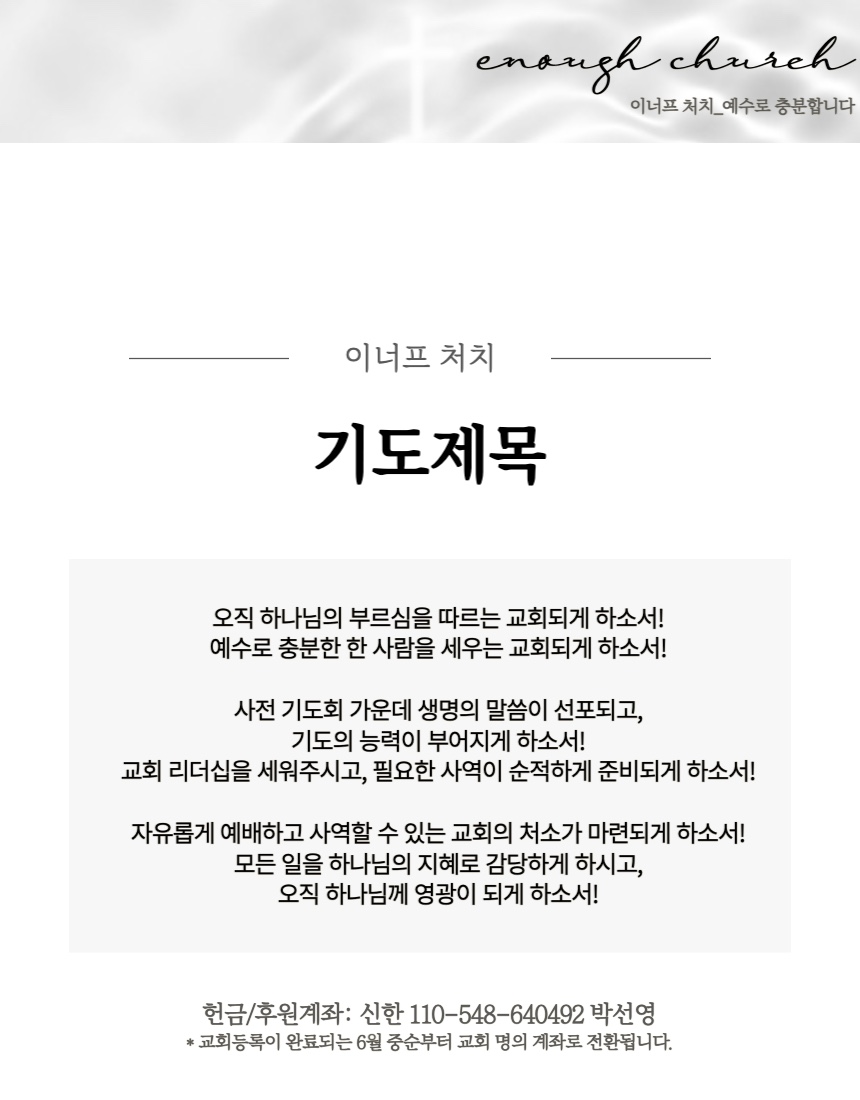 enough church
이너프 처치_예수로 충분합니다
이너프 처치
기도제목
오직 하나님의 부르심을 따르는 교회되게 하소서!
예수로 충분한 한 사람을 세우는 교회되게 하소서!
사전 기도회 가운데 생명의 말씀이 선포되고,
기도의 능력이 부어지게 하소서!
교회 리더십을 세워주시고, 필요한 사역이 순적하게 준비되게 하소서!
자유롭게 예배하고 사역할 수 있는 교회의 처소가 마련되게 하소서!
모든 일을 하나님의 지혜로 감당하게 하시고,
오직 하나님께 영광이 되게 하소서!
헌금/후원계좌: 신한 110-548-640492 박선영
* 교회등록이 완료되는 6월 중순부터 교회 명의 계좌로 전환됩니다.